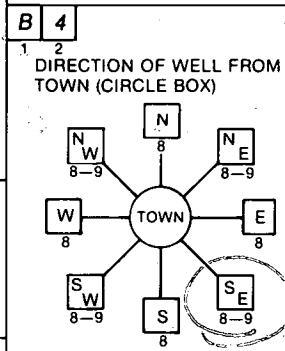 B 4
1 2
DIRECTION OF WELL FROM
TOWN (CIRCLE BOX)
N
8
N W
8–9
N E
8–9
W
8
TOWN
E
8
S W
8–9
S
8
S E
8–9